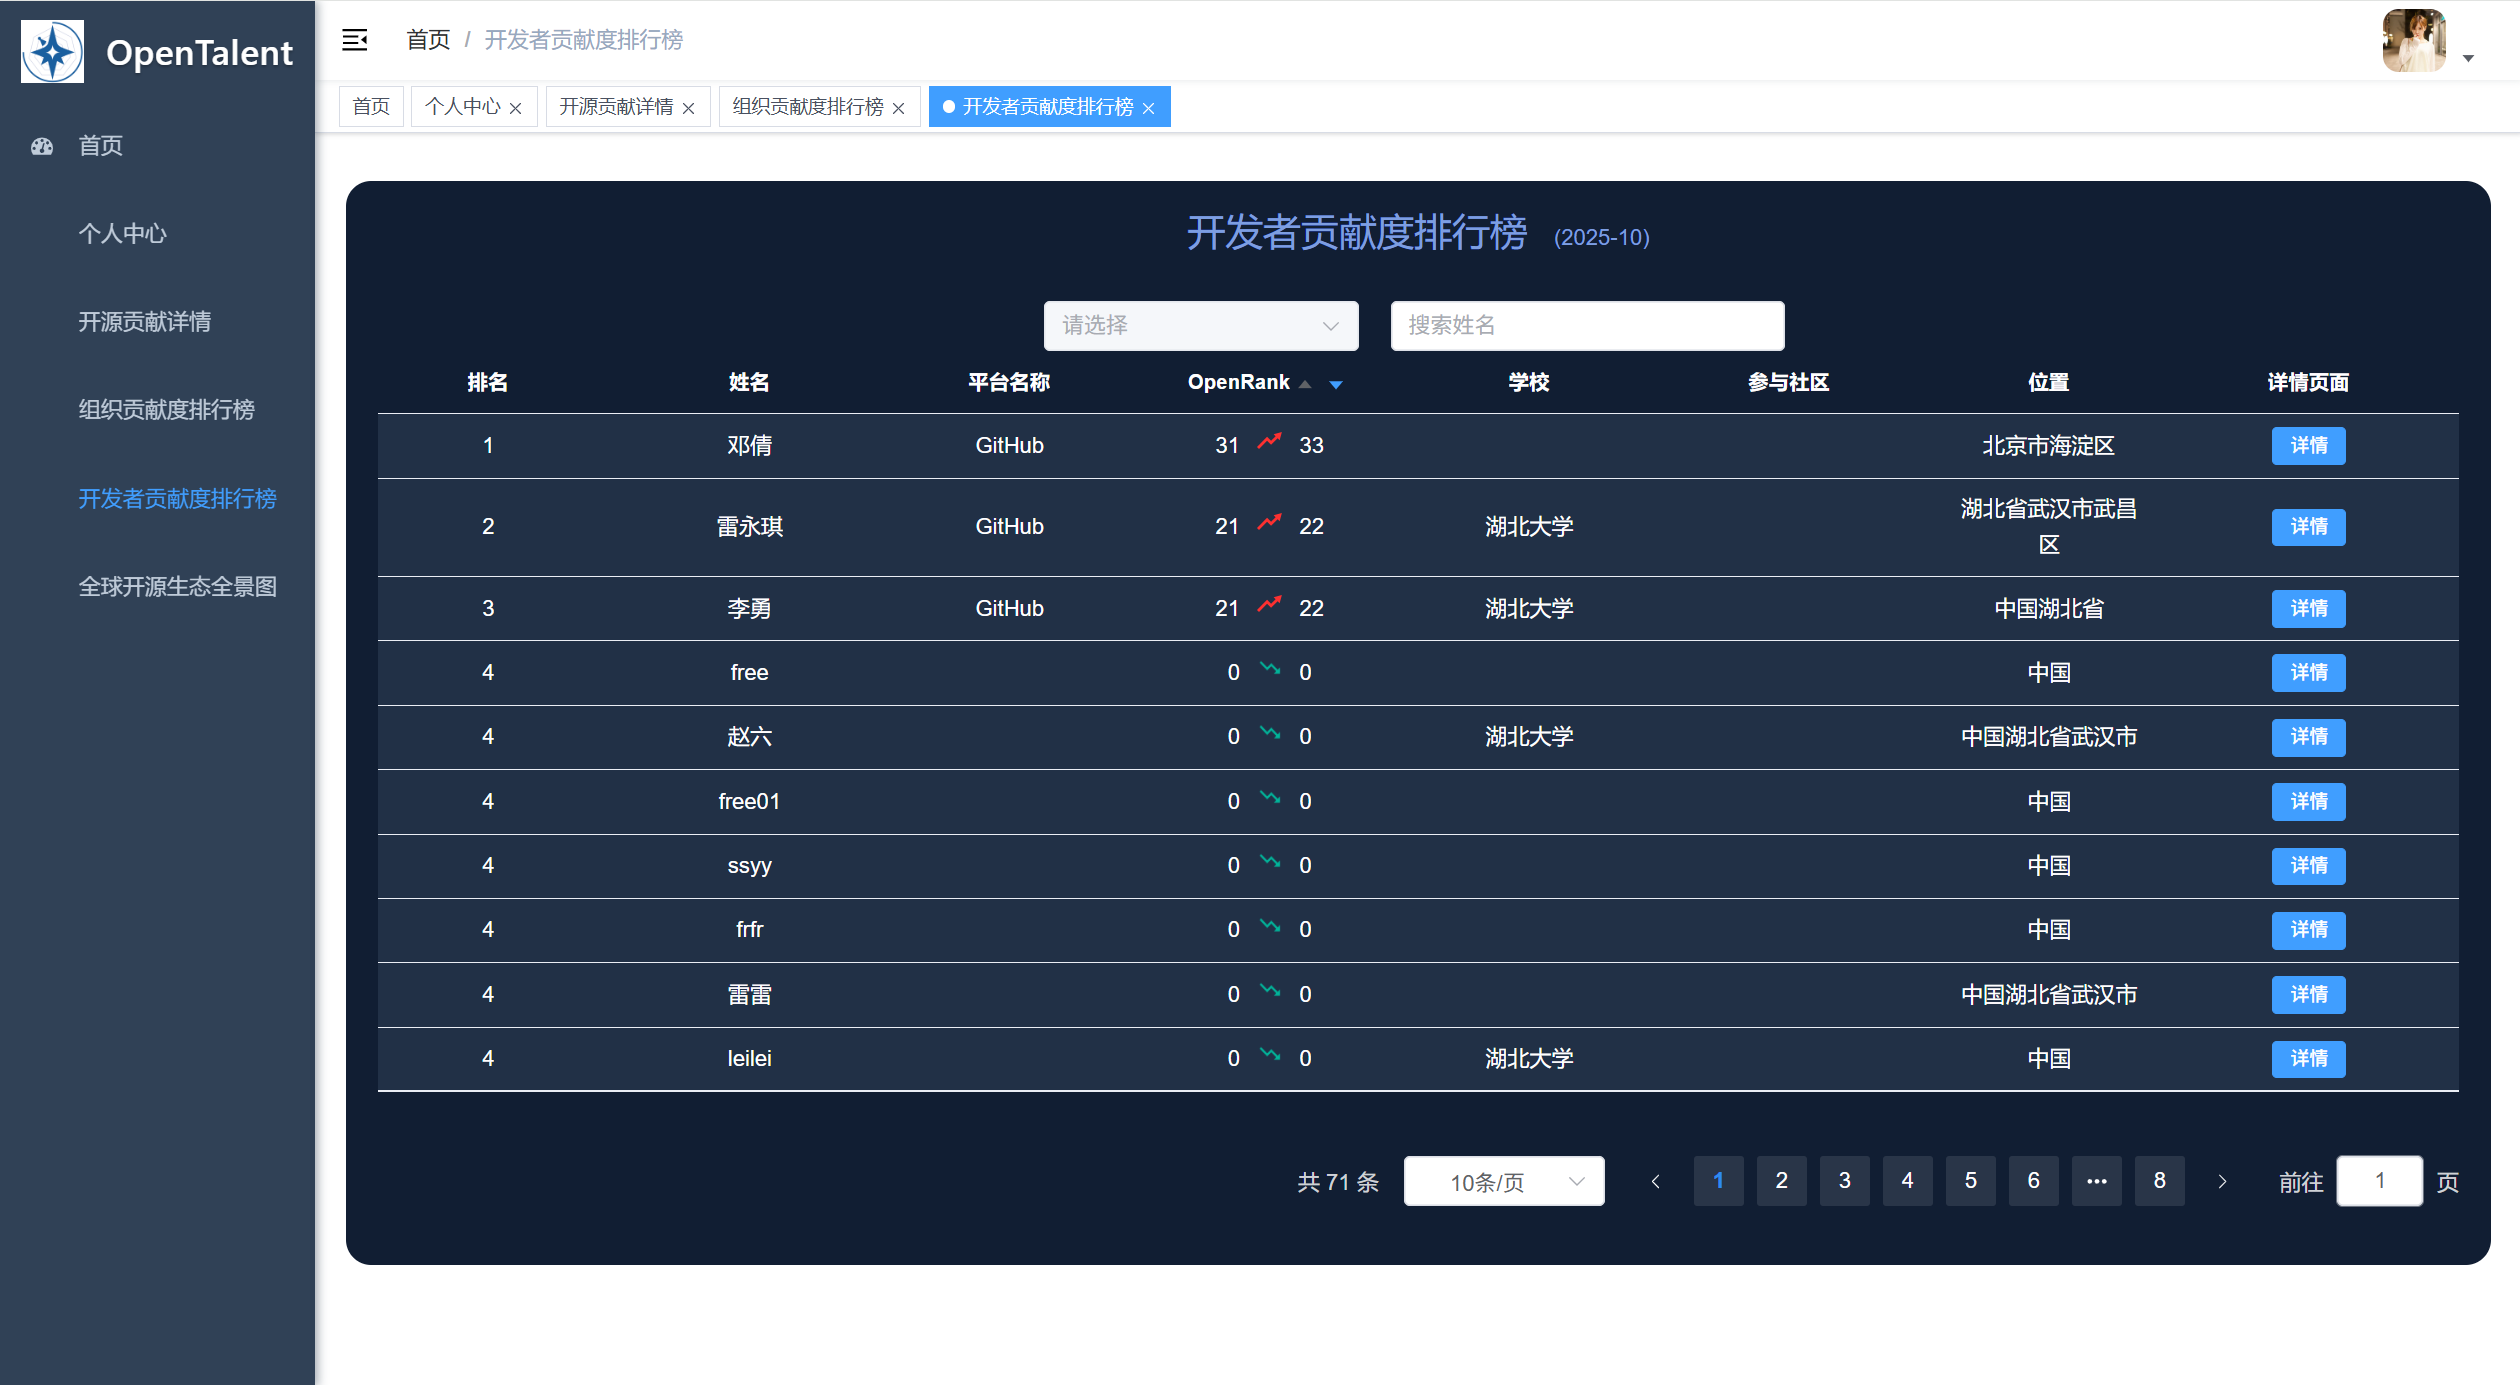 OpenTalent
首页
个人中心
开源贡献详情
组织贡献度排行榜
开发者贡献度排行榜
全球开源生态全景图
首页 / 开发者贡献度排行榜
首页 个人中心 开源贡献详情 组织贡献度排行榜 开发者贡献度排行榜
开发者贡献度排行榜 (2025-10)
请选择 搜索姓名
排名 姓名 平台名称 OpenRank 学校 参与社区 位置 详情页面
1 邓倩 GitHub 31 33 北京市海淀区 详情
2 雷永琪 GitHub 21 22 湖北大学 湖北省武汉市武昌区 详情
3 李勇 GitHub 21 22 湖北大学 中国湖北省 详情
4 free 0 0 中国 详情
4 赵六 0 0 湖北大学 中国湖北省武汉市 详情
4 free01 0 0 中国 详情
4 ssyy 0 0 中国 详情
4 frfr 0 0 中国 详情
4 雷雷 0 0 中国湖北省武汉市 详情
4 leilei 0 0 湖北大学 中国 详情
共 71 条 10条/页 1 2 3 4 5 6 ••• 8 前往 1 页